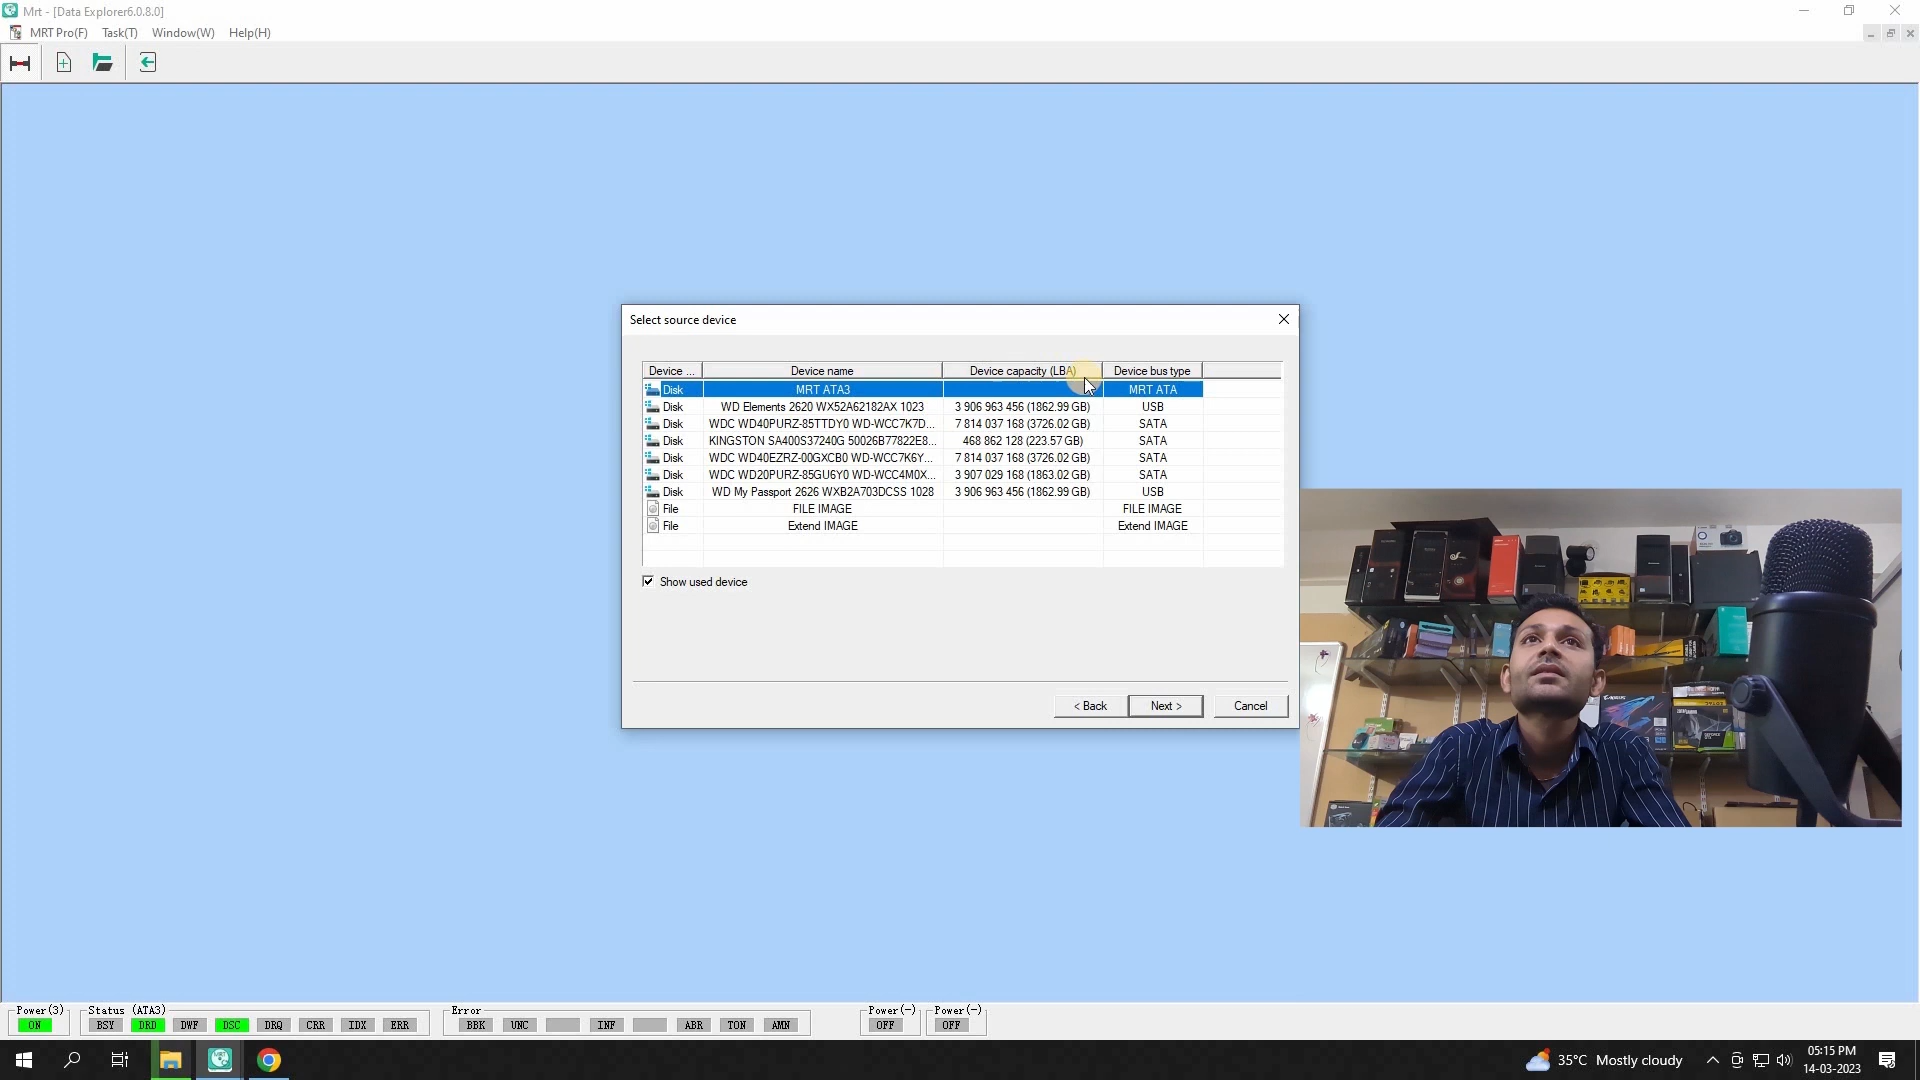 Mrt - [Data Explorer6.0.8.0]
MRT Pro(F) Task(T) Window(W) Help(H)
Select source device
Device ... Device name Device capacity (LBA) Device bus type
Disk MRT ATA3 MRT ATA
Disk WD Elements 2620 WX52A62182AX 1023 3 906 963 456 (1862.99 GB) USB
Disk WDC WD40PURZ-85TTDY0 WD-WCC7K7D... 7 814 037 168 (3726.02 GB) SATA
Disk KINGSTON SA400S37240G 50026B77822E8... 468 862 128 (223.57 GB) SATA
Disk WDC WD40EZRZ-00GXCB0 WD-WCC7K6Y... 7 814 037 168 (3726.02 GB) SATA
Disk WDC WD20PURZ-85GU6Y0 WD-WCC4M0X... 3 907 029 168 (1863.02 GB) SATA
Disk WD My Passport 2626 WXB2A703DCSS 1028 3 906 963 456 (1862.99 GB) USB
File FILE IMAGE FILE IMAGE
File Extend IMAGE Extend IMAGE
Show used device
< Back Next > Cancel
Power(3) Status (ATA3) Error Power(-) Power(-)
ON BSY DRD DWF DSC DRQ CRR IDX ERR BBK UNC INF ABR TON AMN OFF OFF
35°C Mostly cloudy
05:15 PM
14-03-2023